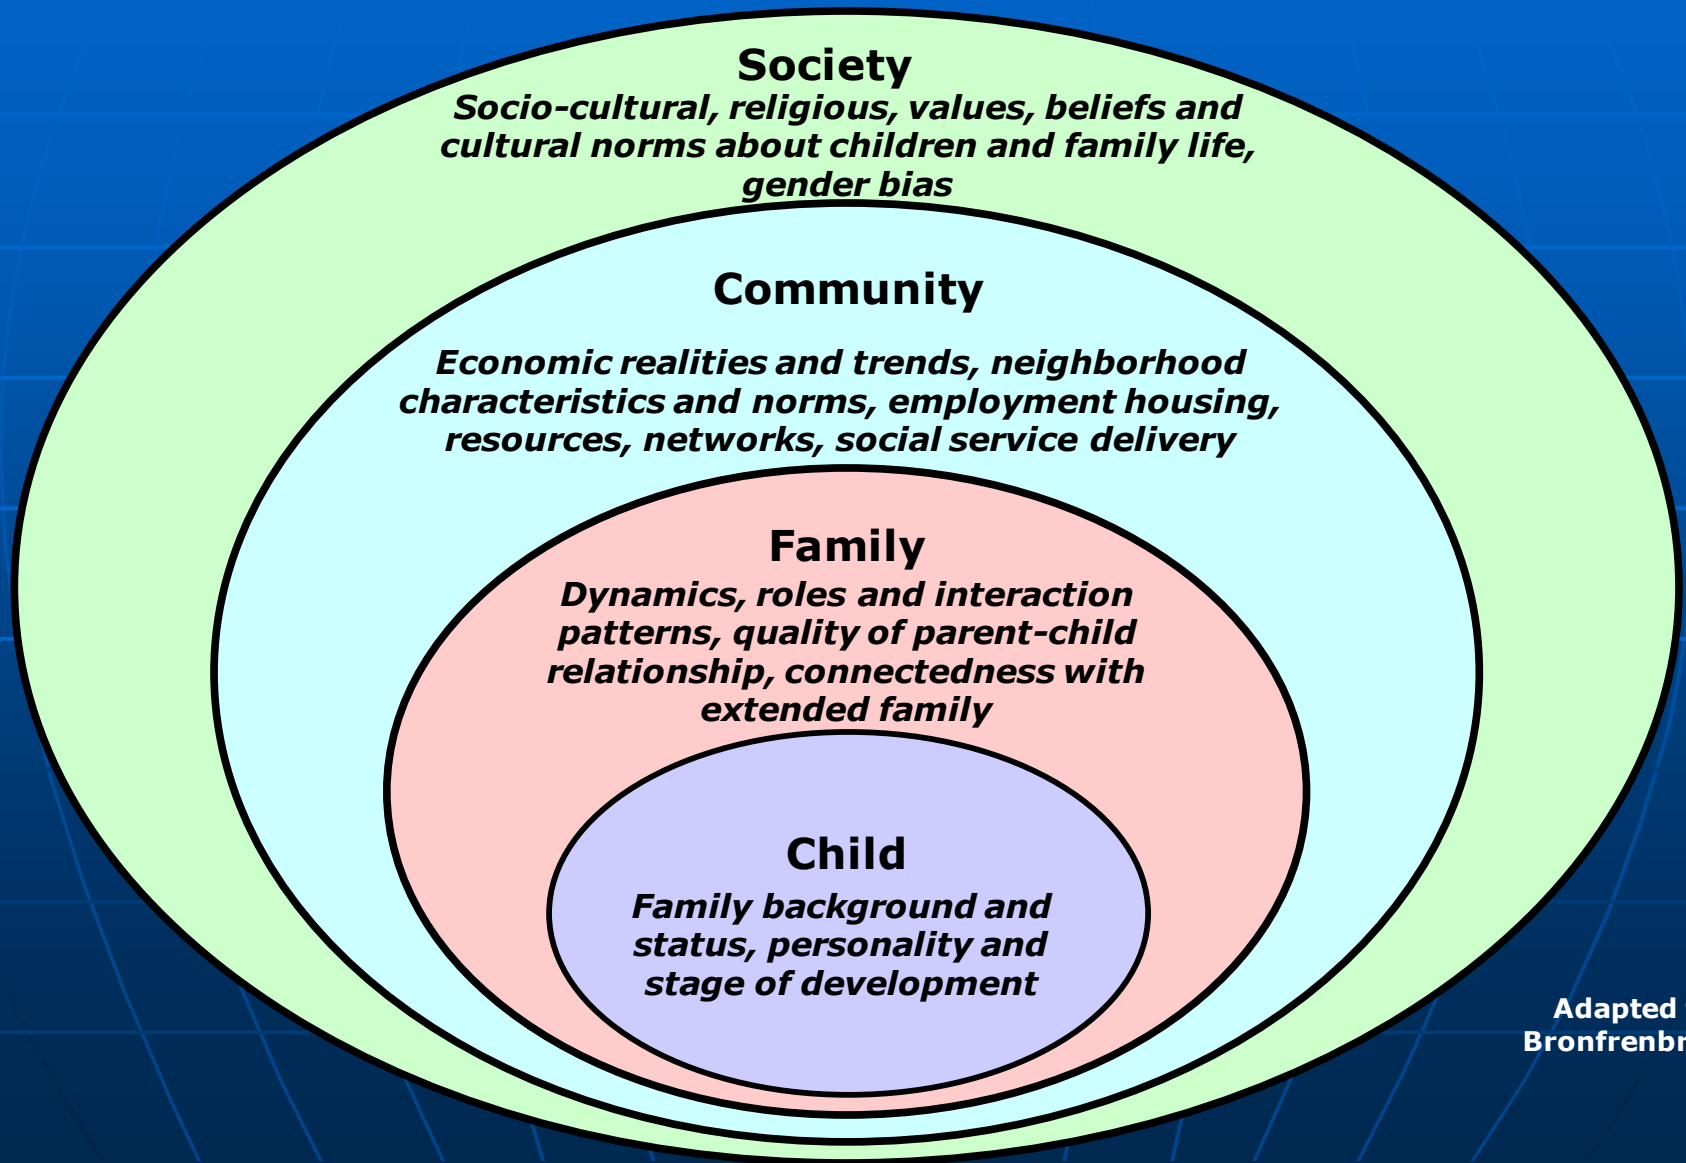 Society
Socio-cultural, religious, values, beliefs and
cultural norms about children and family life,
gender bias
Community
Economic realities and trends, neighborhood
characteristics and norms, employment housing,
resources, networks, social service delivery
Family
Dynamics, roles and interaction
patterns, quality of parent-child
relationship, connectedness with
extended family
Child
Family background and
status, personality and
stage of development
Adapted